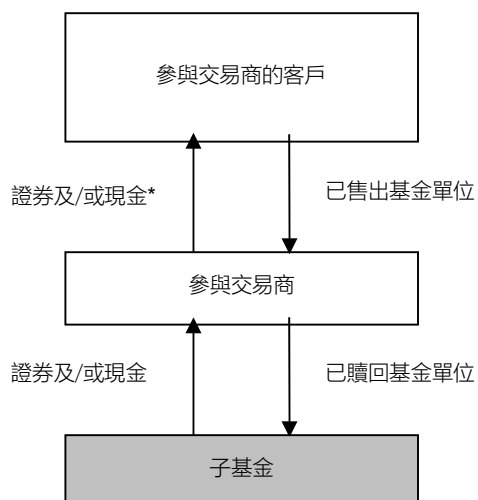 參與交易商的客戶
證券及/或現金*
已售出基金單位
參與交易商
證券及/或現金
已贖回基金單位
子基金